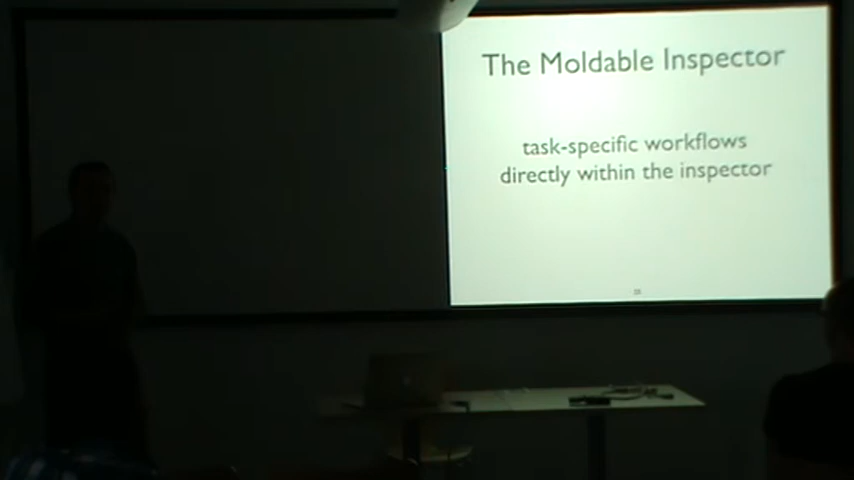 The Moldable Inspector
task-specific workflows
directly within the inspector